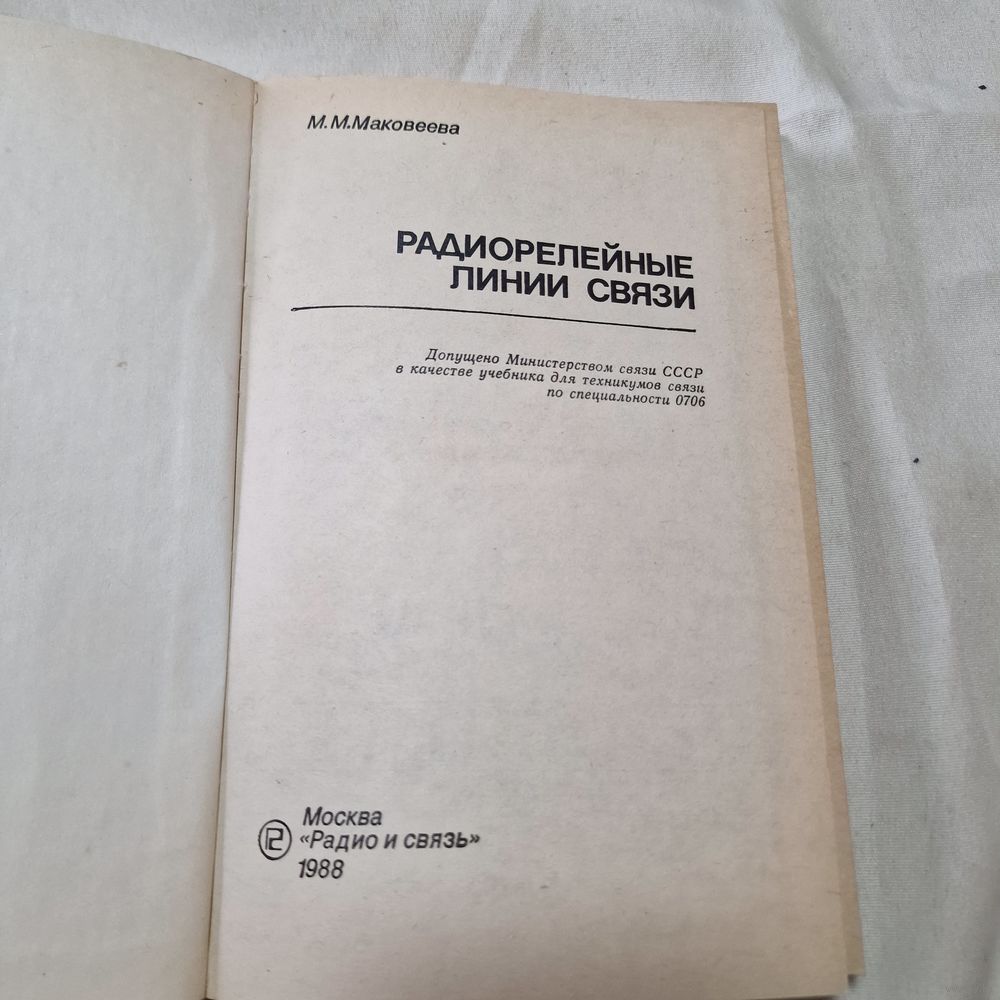 М.М.Маковеева
РАДИОРЕЛЕЙНЫЕ
ЛИНИИ СВЯЗИ
Допущено Министерством связи СССР
в качестве учебника для техникумов связи
по специальности 0706
Москва
«Радио и связь»
1988